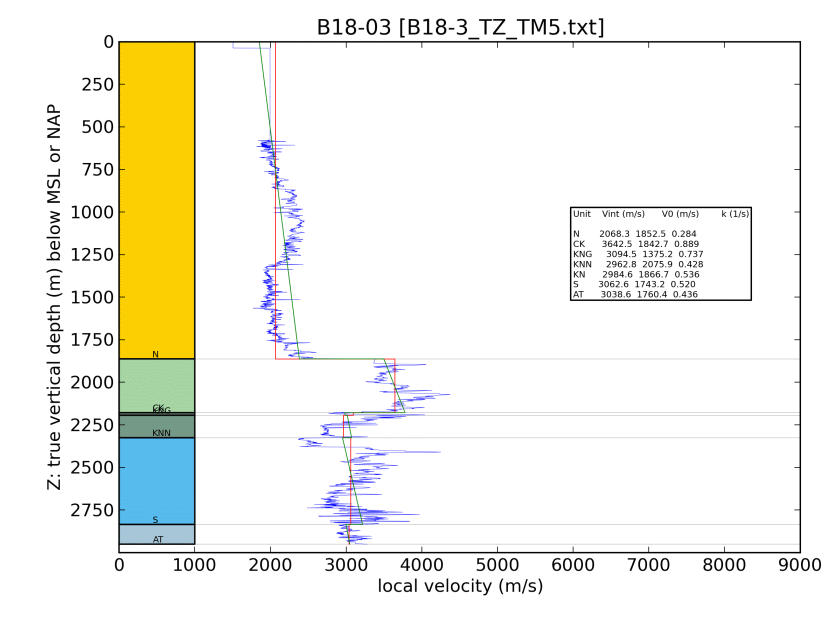 B18-03 [B18-3_TZ_TM5.txt]
Z: true vertical depth (m) below MSL or NAP
0
250
500
750
1000
1250
1500
1750
2000
2250
2500
2750
N
CK
KNG
KNN
S
AT
Unit Vint (m/s) V0 (m/s) k (1/s)
N 2068.3 1852.5 0.284
CK 3642.5 1842.7 0.889
KNG 3094.5 1375.2 0.737
KNN 2962.8 2075.9 0.428
KN 2984.6 1866.7 0.536
S 3062.6 1743.2 0.520
AT 3038.6 1760.4 0.436
0 1000 2000 3000 4000 5000 6000 7000 8000 9000
local velocity (m/s)